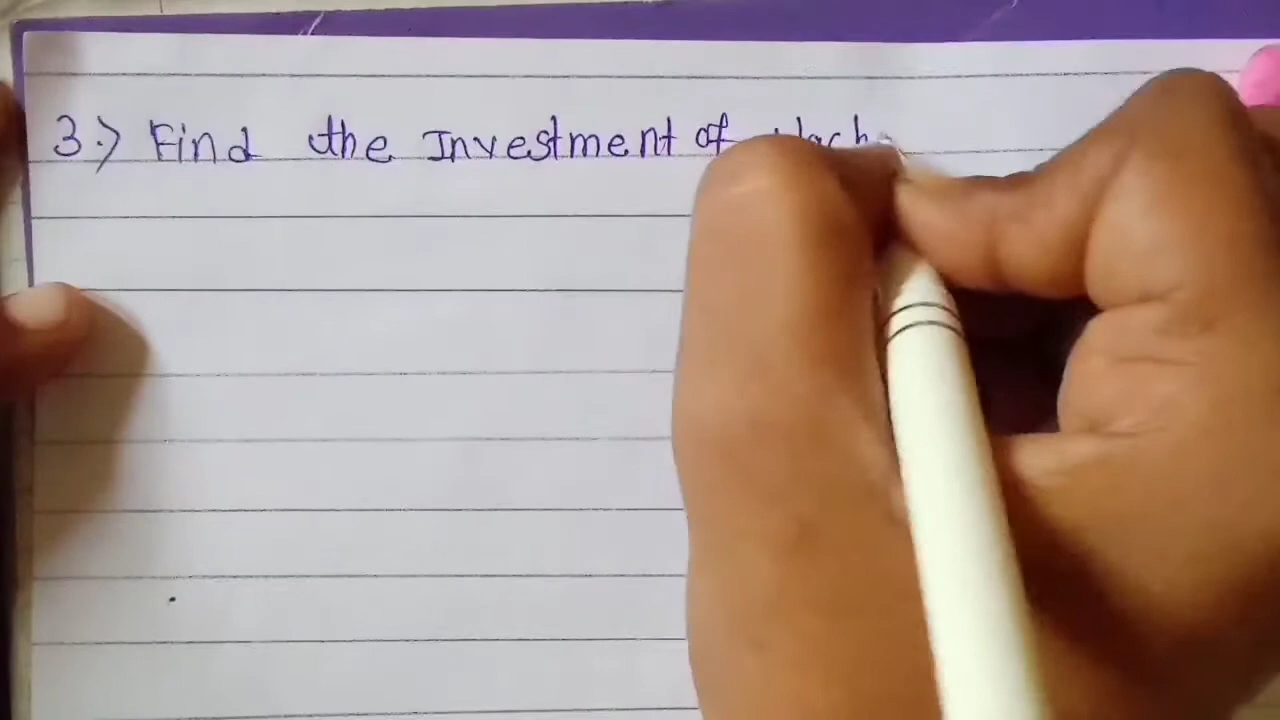 3.) Find the Investment of